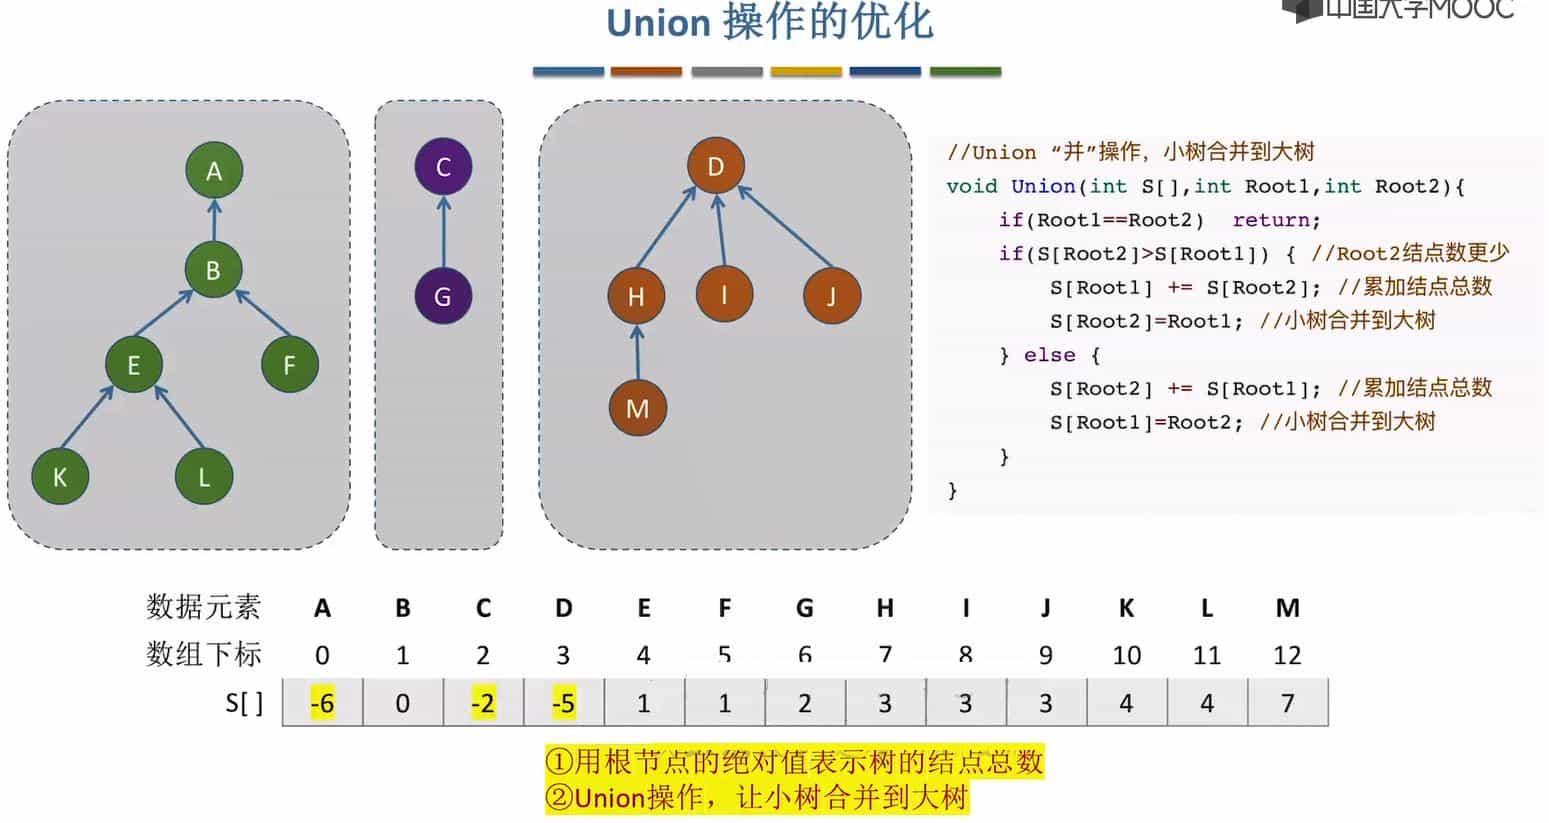 Union 操作的优化
中国大学MOOC
A
B
E
F
K
L
C
G
D
H
I
J
M
//Union “并”操作，小树合并到大树
void Union(int S[],int Root1,int Root2){
if(Root1==Root2) return;
if(S[Root2]>S[Root1]) { //Root2结点数更少
S[Root1] += S[Root2]; //累加结点总数
S[Root2]=Root1; //小树合并到大树
} else {
S[Root2] += S[Root1]; //累加结点总数
S[Root1]=Root2; //小树合并到大树
}
}
数据元素 A B C D E F G H I J K L M
数组下标 0 1 2 3 4 5 6 7 8 9 10 11 12
S[] -6 0 -2 -5 1 1 2 3 3 3 4 4 7
①用根节点的绝对值表示树的结点总数
②Union操作，让小树合并到大树